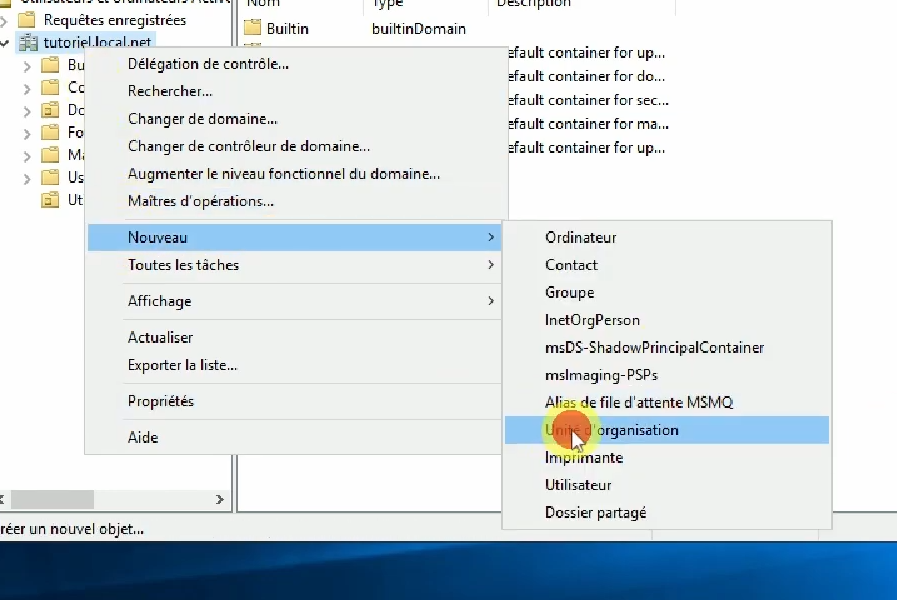 Utilisateurs et ordinateurs Active
Nom Type Description
Requêtes enregistrées
tutoriel.local.net
Builtin builtinDomain
efault container for up...
efault container for do...
efault container for sec...
efault container for ma...
efault container for up...
Bu
Co
Do
Fo
Ma
Us
Ut
Délégation de contrôle...
Rechercher...
Changer de domaine...
Changer de contrôleur de domaine...
Augmenter le niveau fonctionnel du domaine...
Maîtres d'opérations...
Nouveau
Toutes les tâches
Affichage
Actualiser
Exporter la liste...
Propriétés
Aide
Ordinateur
Contact
Groupe
InetOrgPerson
msDS-ShadowPrincipalContainer
msImaging-PSPs
Alias de file d'attente MSMQ
Unité d'organisation
Imprimante
Utilisateur
Dossier partagé
réer un nouvel objet...